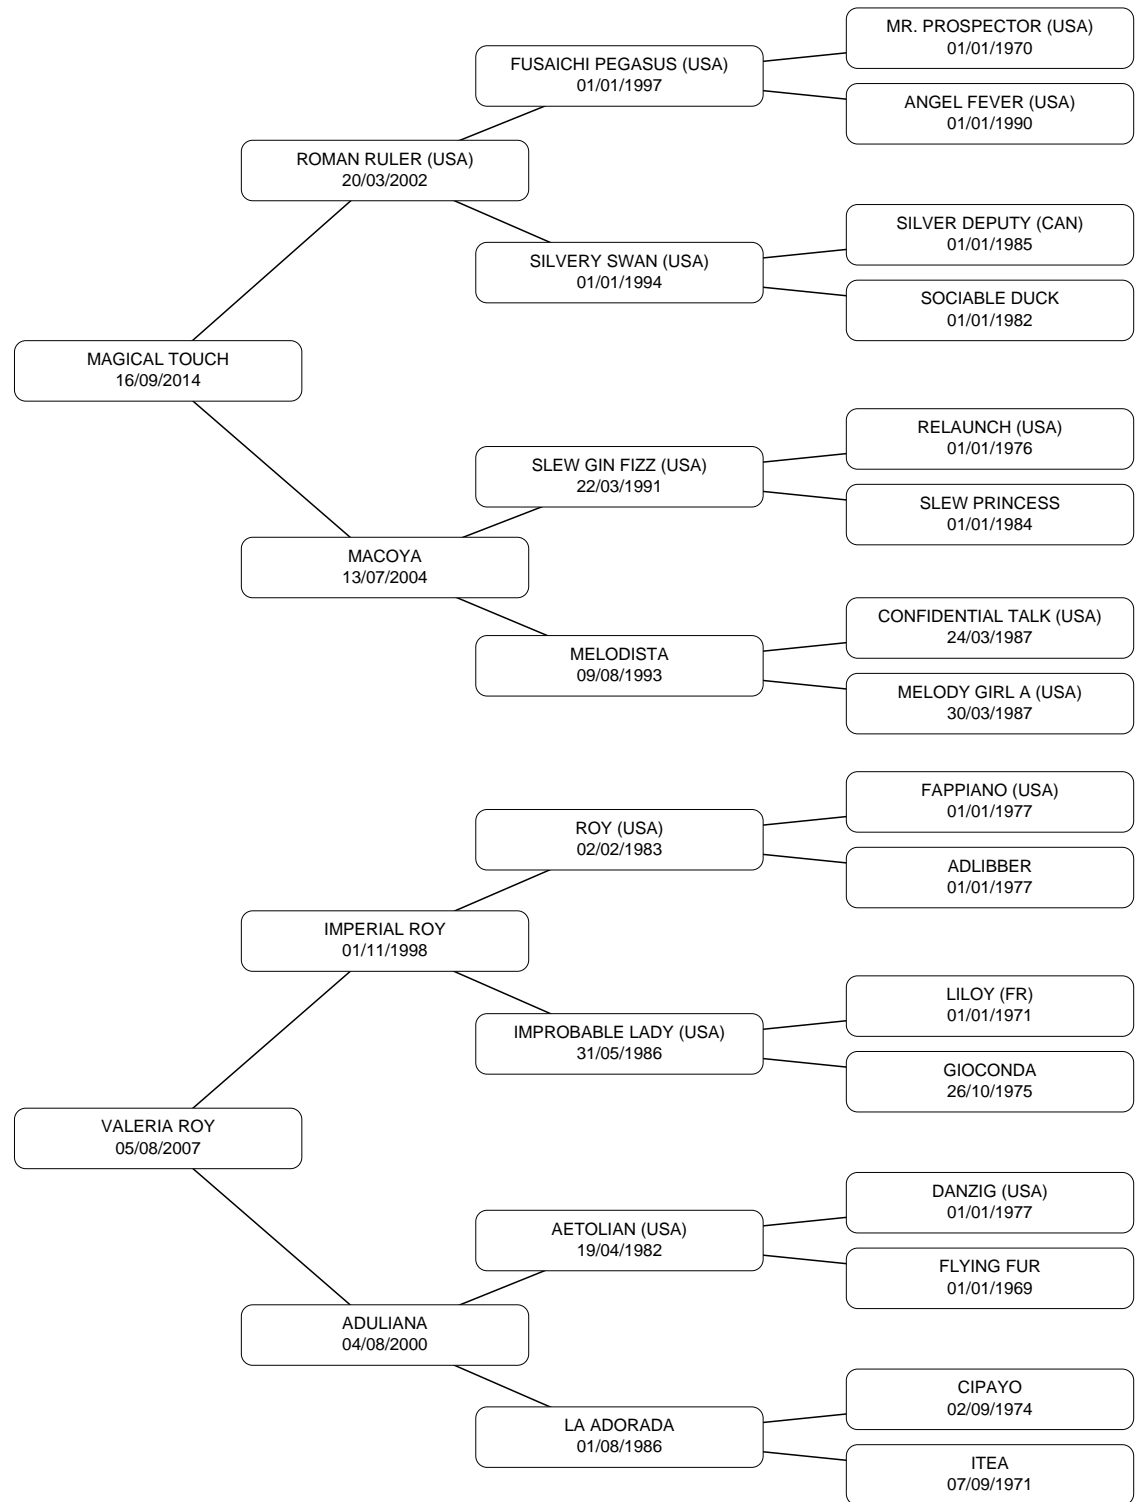 MR. PROSPECTOR (USA)
01/01/1970
FUSAICHI PEGASUS (USA)
01/01/1997
ANGEL FEVER (USA)
01/01/1990
ROMAN RULER (USA)
20/03/2002
SILVER DEPUTY (CAN)
01/01/1985
SILVERY SWAN (USA)
01/01/1994
SOCIABLE DUCK
01/01/1982
MAGICAL TOUCH
16/09/2014
RELAUNCH (USA)
01/01/1976
SLEW GIN FIZZ (USA)
22/03/1991
SLEW PRINCESS
01/01/1984
MACOYA
13/07/2004
CONFIDENTIAL TALK (USA)
24/03/1987
MELODISTA
09/08/1993
MELODY GIRL A (USA)
30/03/1987
FAPPIANO (USA)
01/01/1977
ROY (USA)
02/02/1983
ADLIBBER
01/01/1977
IMPERIAL ROY
01/11/1998
LILOY (FR)
01/01/1971
IMPROBABLE LADY (USA)
31/05/1986
GIOCONDA
26/10/1975
VALERIA ROY
05/08/2007
DANZIG (USA)
01/01/1977
AETOLIAN (USA)
19/04/1982
FLYING FUR
01/01/1969
ADULIANA
04/08/2000
CIPAYO
02/09/1974
LA ADORADA
01/08/1986
ITEA
07/09/1971